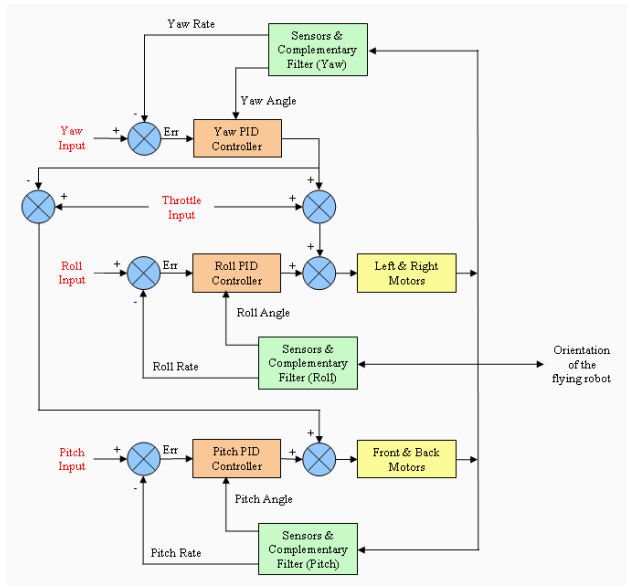 Yaw Rate
Sensors &
Complementary
Filter (Yaw)
Yaw Angle
-
Yaw
Input
+
Err
Yaw PID
Controller
-
+
Throttle
Input
+
+
+
Roll
Input
+
Err
Roll PID
Controller
+
Left & Right
Motors
-
Roll Angle
Roll Rate
Sensors &
Complementary
Filter (Roll)
Orientation
of the
flying robot
+
Pitch
Input
+
Err
Pitch PID
Controller
+
Front & Back
Motors
-
Pitch Angle
Pitch Rate
Sensors &
Complementary
Filter (Pitch)